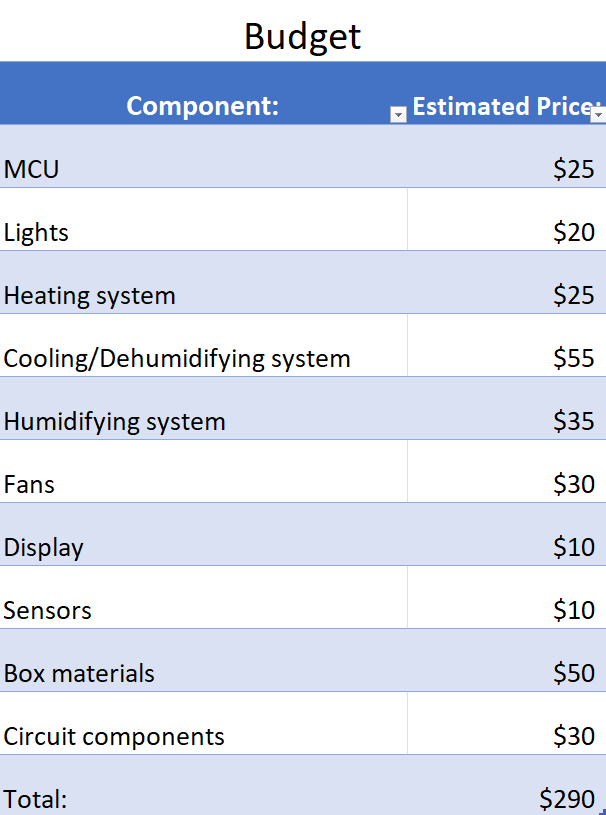 Budget
Component: Estimated Price:
MCU $25
Lights $20
Heating system $25
Cooling/Dehumidifying system $55
Humidifying system $35
Fans $30
Display $10
Sensors $10
Box materials $50
Circuit components $30
Total: $290